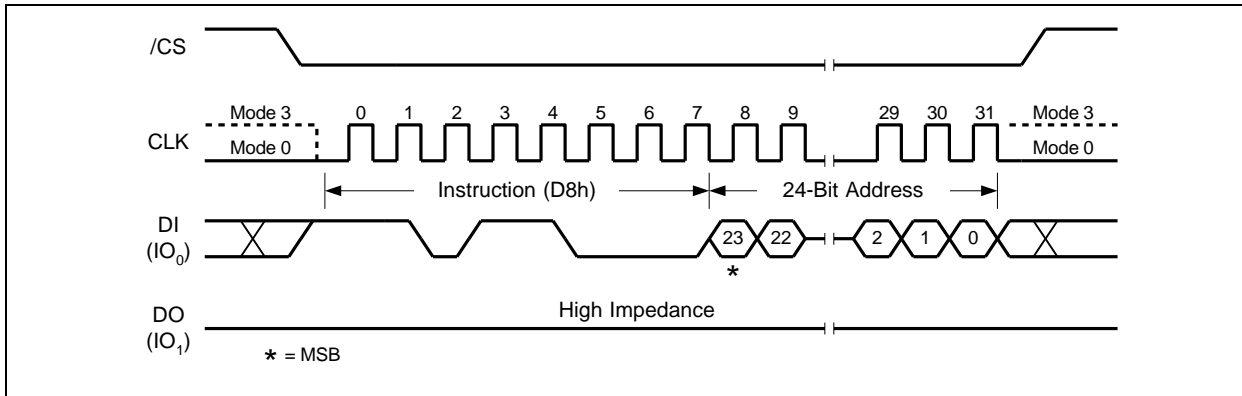 /CS
Mode 3 0 1 2 3 4 5 6 7 8 9 29 30 31 Mode 3
CLK
Mode 0 Mode 0
Instruction (D8h) 24-Bit Address
DI
(IO0)
23 22 2 1 0
*
High Impedance
DO
(IO1)
* = MSB